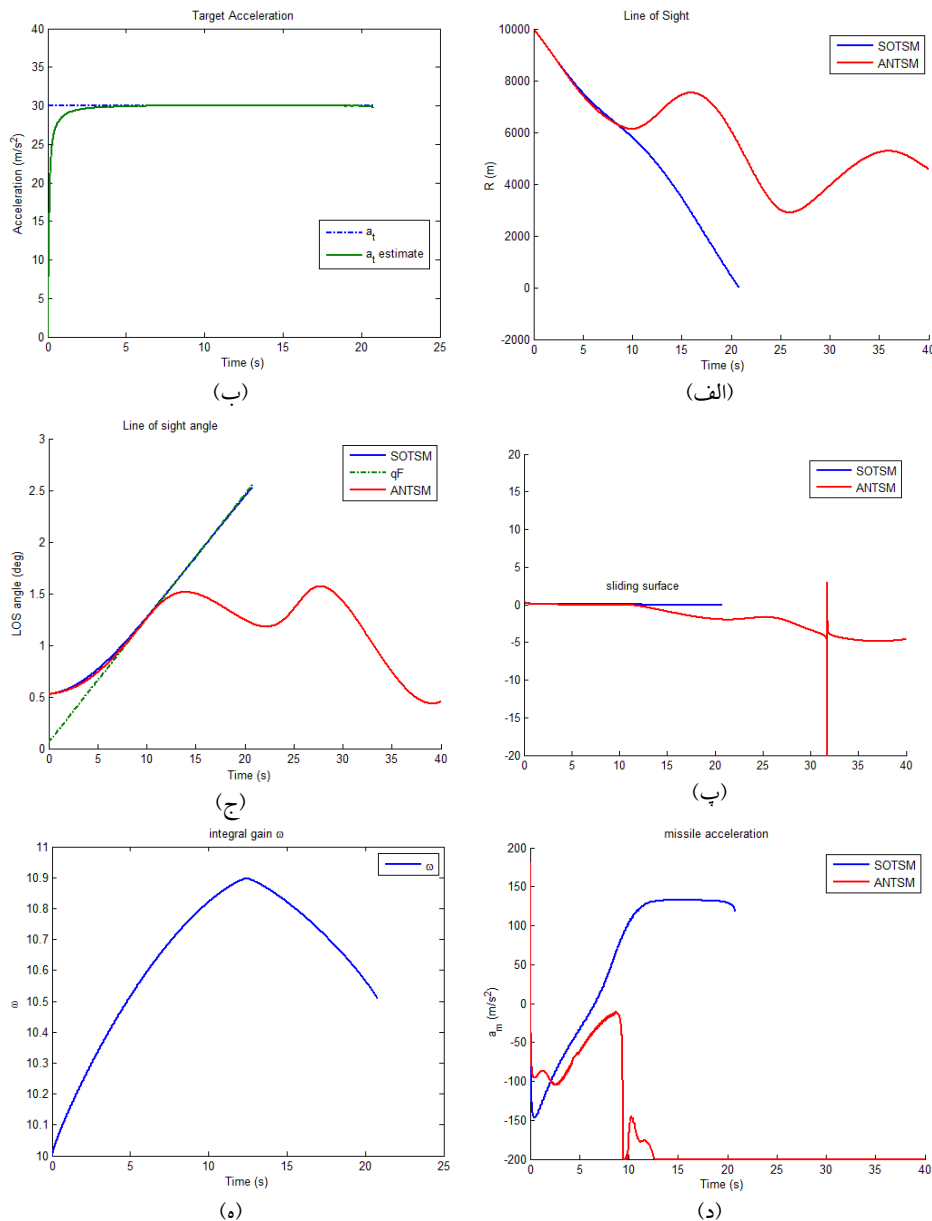 Target Acceleration
40
35
30
25
20
15
10
5
0
Acceleration (m/s²)
a_t
a_t estimate
0 5 10 15 20 25
Time (s)
(ب)
Line of Sight
10000
8000
6000
4000
2000
0
-2000
R (m)
SOTSM
ANTSM
0 5 10 15 20 25 30 35 40
Time (s)
(الف)
Line of sight angle
3
2.5
2
1.5
1
0.5
0
LOS angle (deg)
SOTSM
qF
ANTSM
0 5 10 15 20 25 30 35 40
Time (s)
(ج)
20
15
10
5
0
-5
-10
-15
-20
SOTSM
ANTSM
sliding surface
0 5 10 15 20 25 30 35 40
(پ)
integral gain ω
11
10.9
10.8
10.7
10.6
10.5
10.4
10.3
10.2
10.1
10
ω
ω
0 5 10 15 20 25
Time (s)
(ه)
missile acceleration
200
150
100
50
0
-50
-100
-150
-200
a_m (m/s²)
SOTSM
ANTSM
0 5 10 15 20 25 30 35 40
Time (s)
(د)